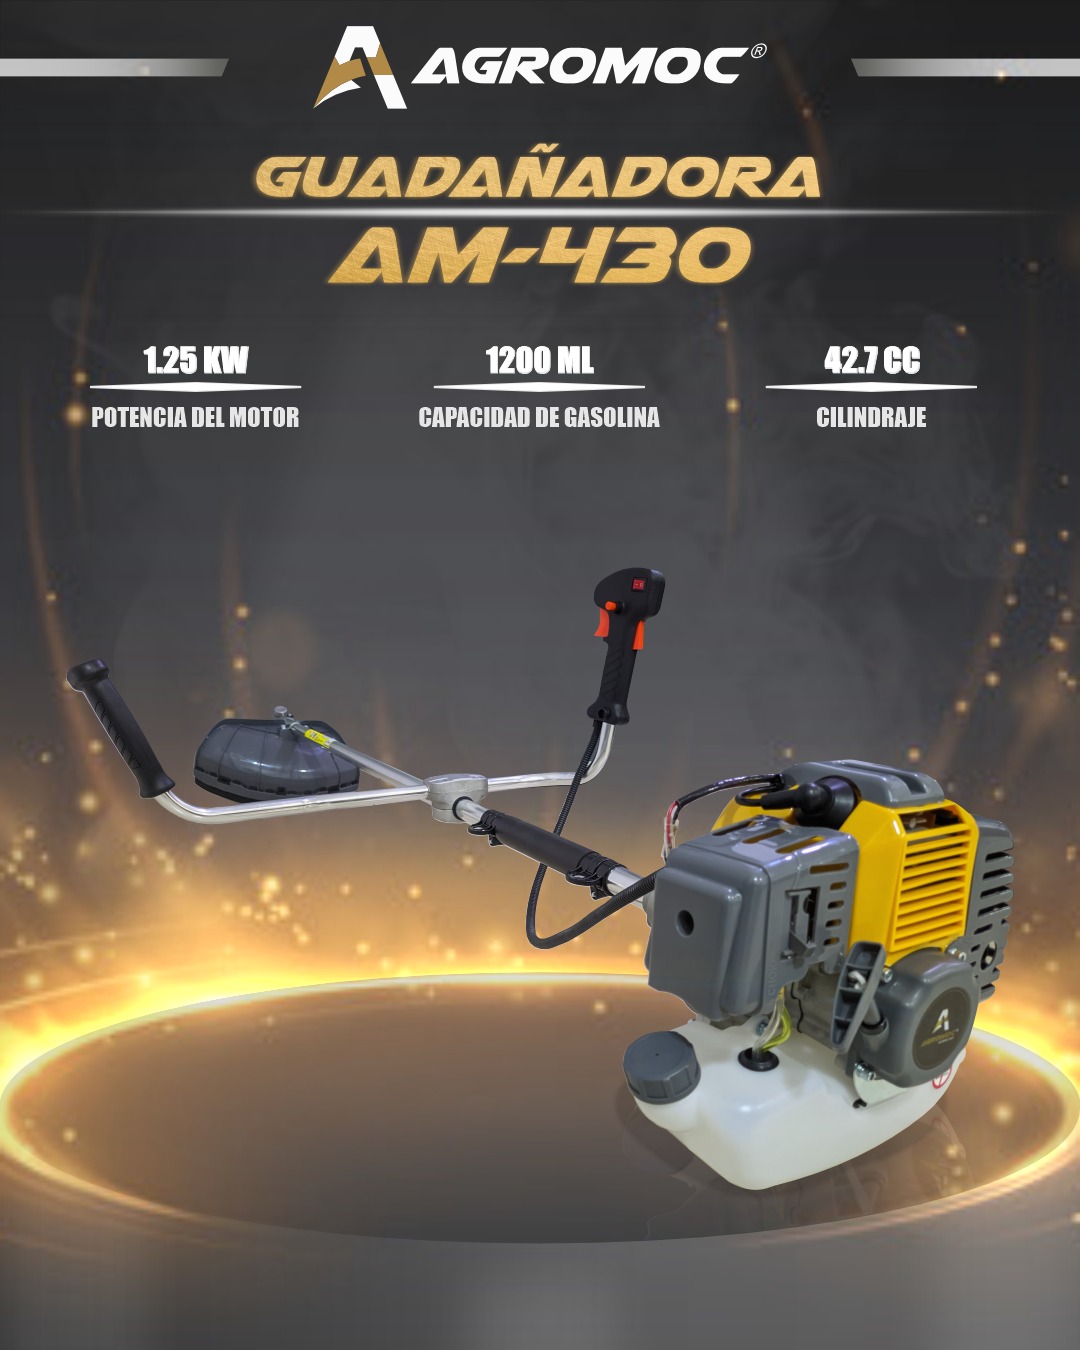 AGROMOC®
GUADAÑADORA
AM-430
1.25 KW
POTENCIA DEL MOTOR
1200 ML
CAPACIDAD DE GASOLINA
42.7 CC
CILINDRAJE